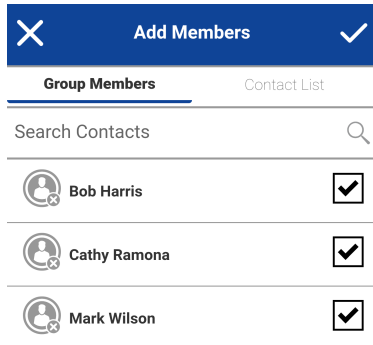 Add Members
Group Members Contact List
Search Contacts
Bob Harris
Cathy Ramona
Mark Wilson